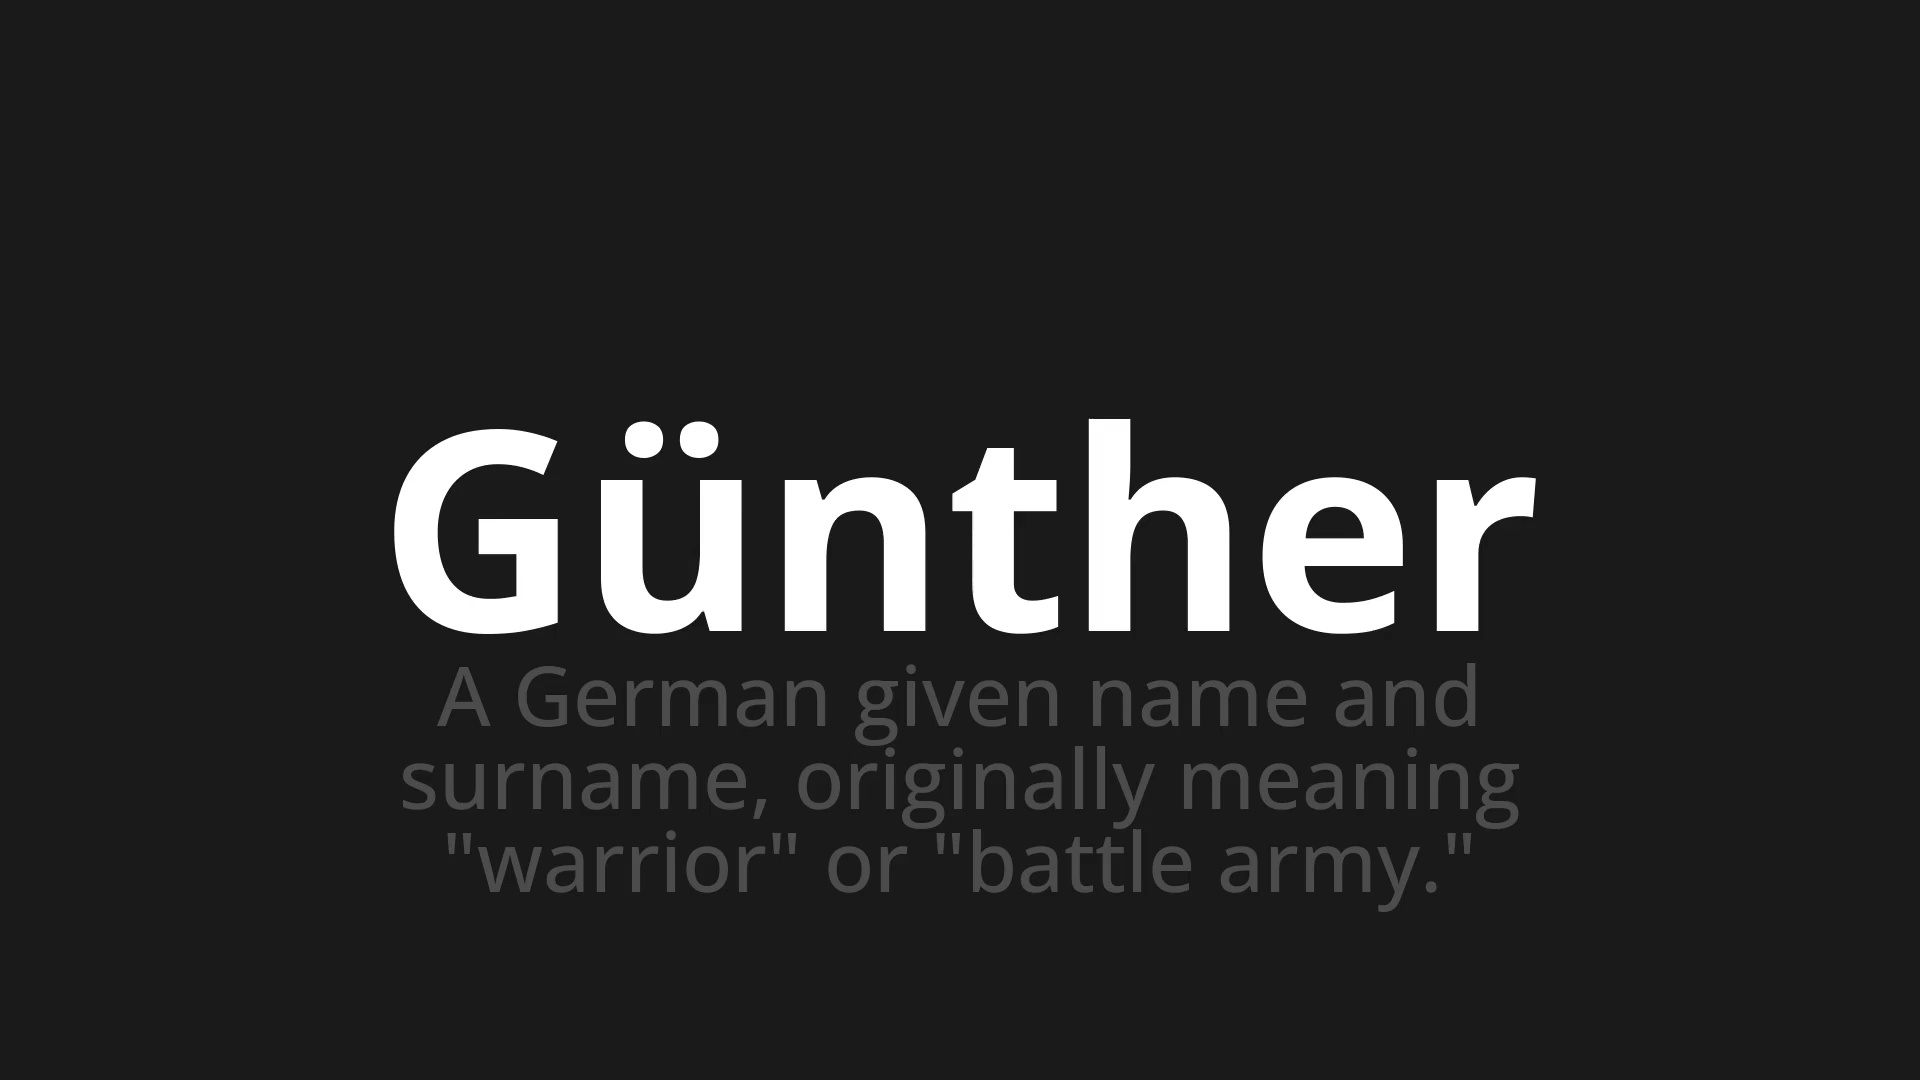 Günther
A German given name and
surname, originally meaning
"warrior" or "battle army."